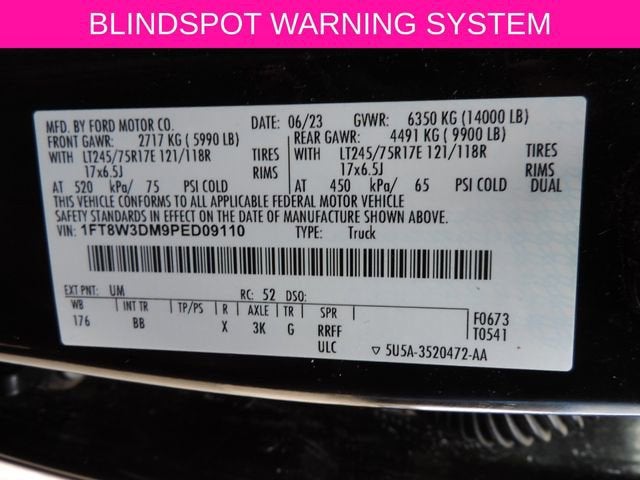 BLINDSPOT WARNING SYSTEM
MFD. BY FORD MOTOR CO. DATE: 06/23 GVWR: 6350 KG (14000 LB)
FRONT GAWR: 2717 KG (5990 LB) REAR GAWR: 4491 KG (9900 LB)
WITH LT245/75R17E 121/118R TIRES WITH LT245/75R17E 121/118R TIRES
17x6.5J RIMS 17x6.5J RIMS
AT 520 kPa/ 75 PSI COLD AT 450 kPa/ 65 PSI COLD DUAL
THIS VEHICLE CONFORMS TO ALL APPLICABLE FEDERAL MOTOR VEHICLE
SAFETY STANDARDS IN EFFECT ON THE DATE OF MANUFACTURE SHOWN ABOVE.
VIN: 1FT8W3DM9PED09110 TYPE: Truck
EXT PNT: UM RC: 52 DSO:
WB INT TR TP/PS R AXLE TR SPR F0673
176 BB X 3K G RRFF T0541
ULC ▽ 5U5A-3520472-AA